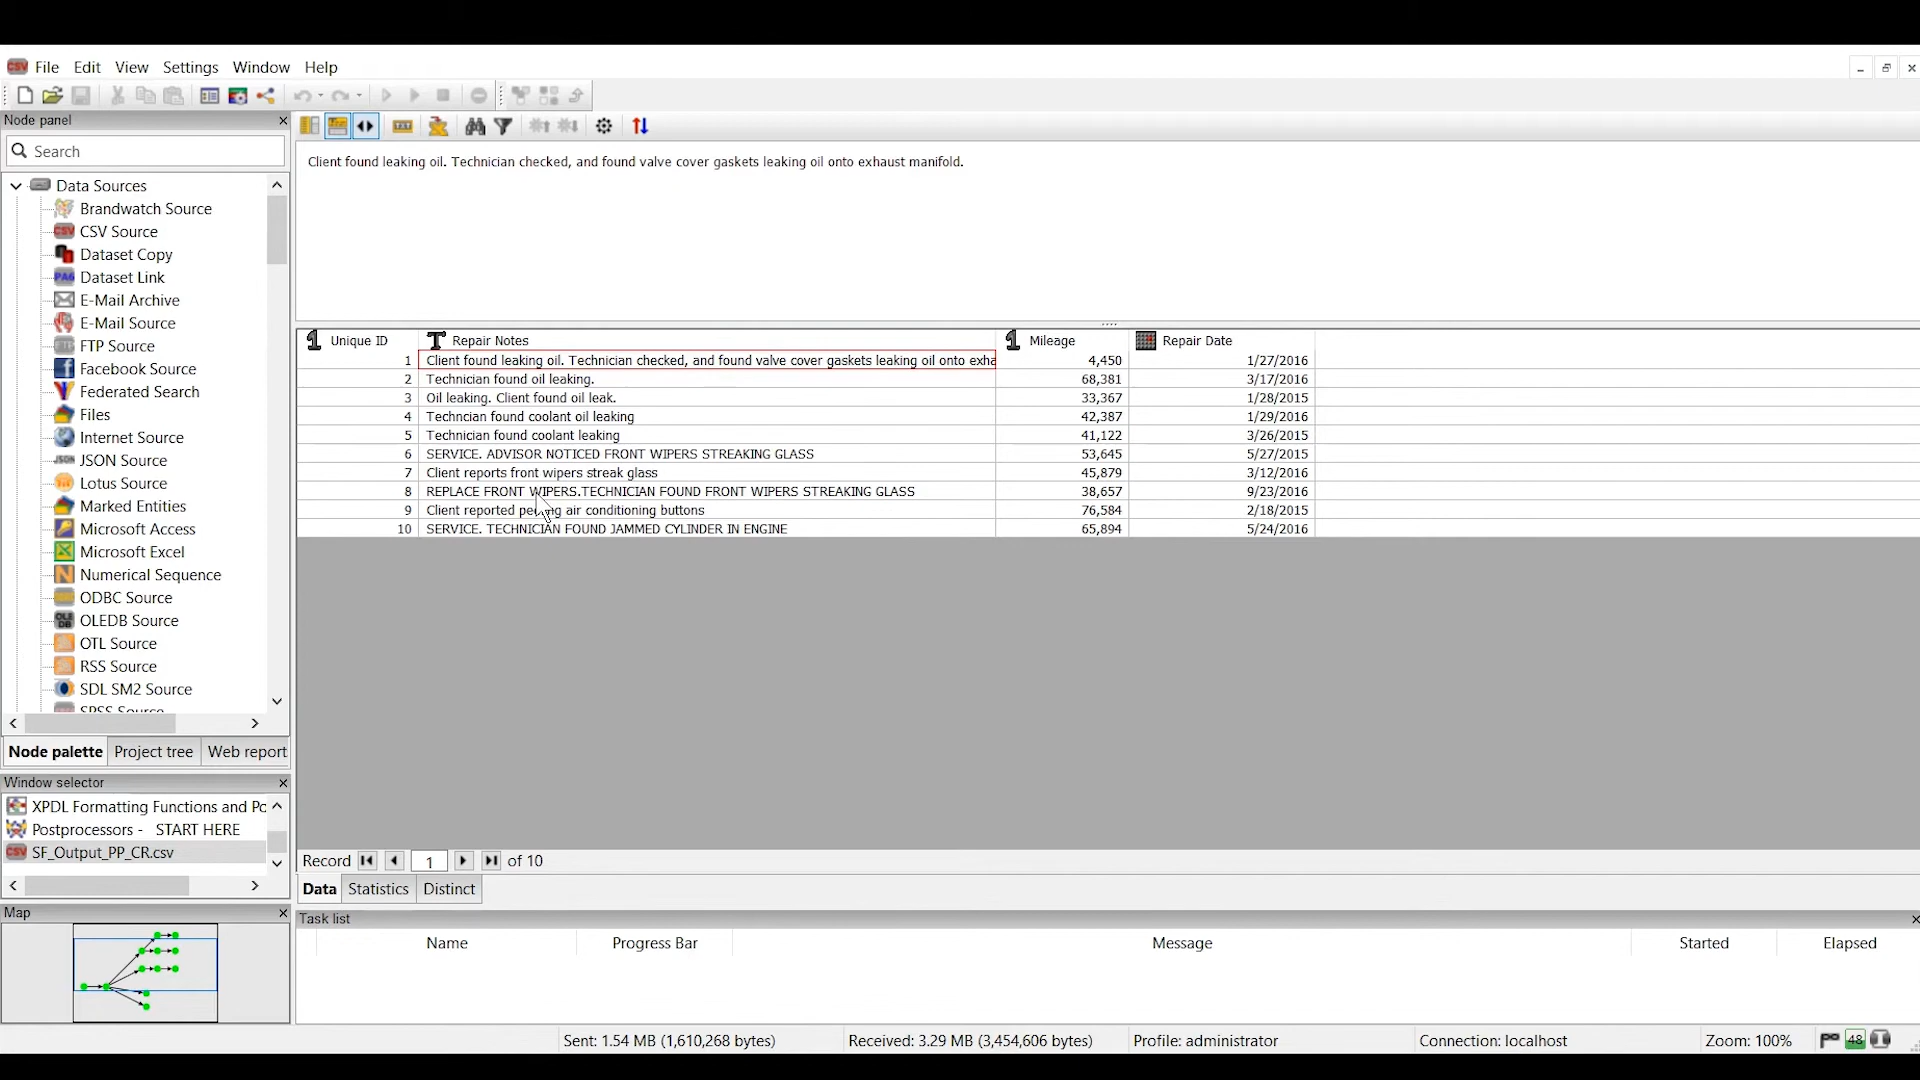 CSV File Edit View Settings Window Help
Node panel
Search
Data Sources
Brandwatch Source
CSV Source
Dataset Copy
Dataset Link
E-Mail Archive
E-Mail Source
FTP Source
Facebook Source
Federated Search
Files
Internet Source
JSON Source
Lotus Source
Marked Entities
Microsoft Access
Microsoft Excel
Numerical Sequence
ODBC Source
OLEDB Source
OTL Source
RSS Source
SDL SM2 Source
SPSS Source
Node palette Project tree Web report
Window selector
XPDL Formatting Functions and Po
Postprocessors - START HERE
SF_Output_PP_CR.csv
Map
Client found leaking oil. Technician checked, and found valve cover gaskets leaking oil onto exhaust manifold.
Unique ID Repair Notes Mileage Repair Date
1 Client found leaking oil. Technician checked, and found valve cover gaskets leaking oil onto exha 4,450 1/27/2016
2 Technician found oil leaking. 68,381 3/17/2016
3 Oil leaking. Client found oil leak. 33,367 1/28/2015
4 Techncian found coolant oil leaking 42,387 1/29/2016
5 Technician found coolant leaking 41,122 3/26/2015
6 SERVICE. ADVISOR NOTICED FRONT WIPERS STREAKING GLASS 53,645 5/27/2015
7 Client reports front wipers streak glass 45,879 3/12/2016
8 REPLACE FRONT WIPERS.TECHNICIAN FOUND FRONT WIPERS STREAKING GLASS 38,657 9/23/2016
9 Client reported air conditioning buttons 76,584 2/18/2015
10 SERVICE. TECHNICIAN FOUND JAMMED CYLINDER IN ENGINE 65,894 5/24/2016
Record 1 of 10
Data Statistics Distinct
Task list
Name Progress Bar Message Started Elapsed
Sent: 1.54 MB (1,610,268 bytes) Received: 3.29 MB (3,454,606 bytes) Profile: administrator Connection: localhost Zoom: 100% 48